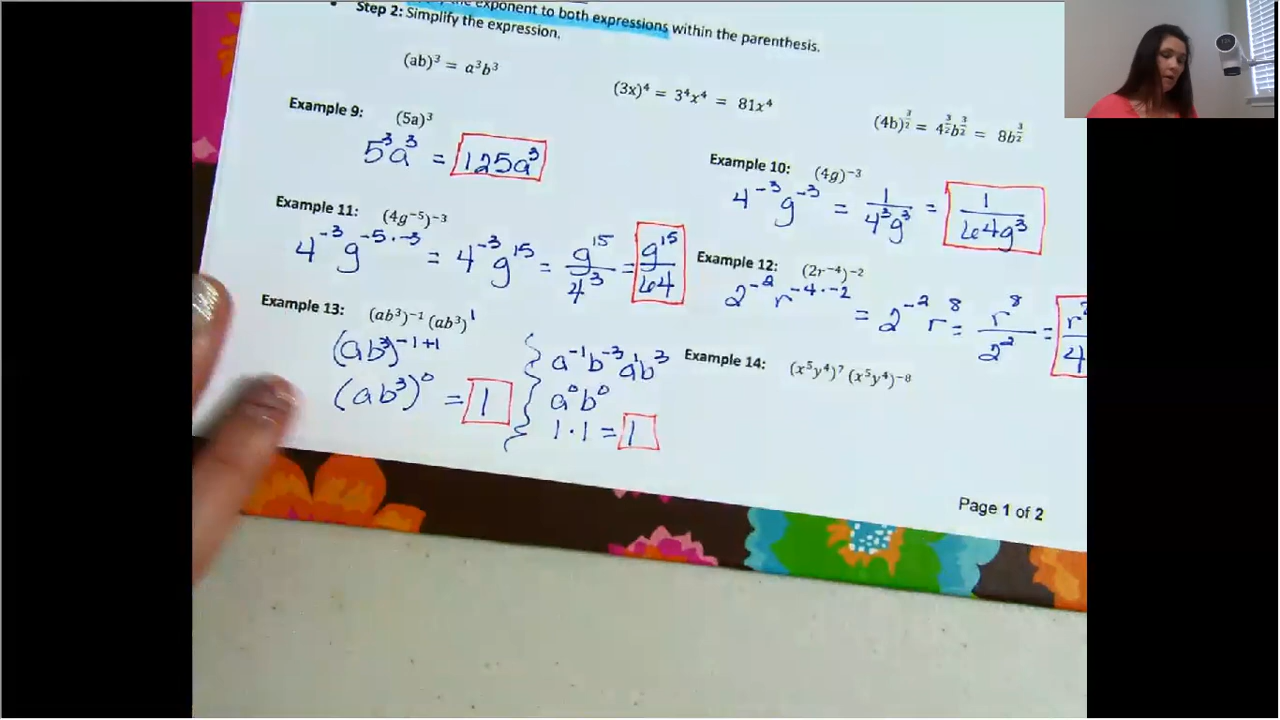 the exponent to both expressions within the parenthesis.
Step 2: Simplify the expression.
(ab)³ = a³b³
(3x)⁴ = 3⁴x⁴ = 81x⁴
(4b)^(3/2) = 4^(3/2)b^(3/2) = 8b^(3/2)
Example 9: (5a)³
5³a³ = 125a³
Example 10: (4g)⁻³
4⁻³g⁻³ = 1/(4³g³) = 1/(64g³)
Example 11: (4g⁻⁵)⁻³
4⁻³g^(-5·-3) = 4⁻³g¹⁵ = g¹⁵/4³ = g¹⁵/64
Example 12: (2r⁻⁴)⁻²
2⁻²r^(-4·-2) = 2⁻²r⁸ = r⁸/2² =
Example 13: (ab³)⁻¹(ab³)¹
(ab³)⁻¹⁺¹
(ab³)⁰ = 1
a⁻¹b⁻³a¹b³
a⁰b⁰
1·1 = 1
Example 14: (x⁵y⁴)⁷(x⁵y⁴)⁻⁸
Page 1 of 2